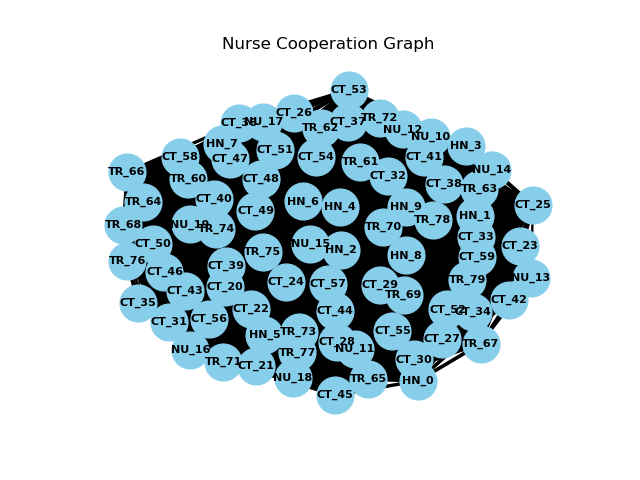 Nurse Cooperation Graph
CT_53
CT_26
CT_36
NU_17
TR_62
CT_37
TR_72
NU_12
NU_10
HN_7
CT_51
HN_3
CT_58
CT_47
CT_54
TR_61
CT_41
TR_66
TR_60
CT_48
CT_32
CT_38
NU_14
TR_63
TR_64
CT_40
CT_49
HN_6
HN_4
HN_9
CT_25
TR_68
NU_19
TR_74
TR_70
TR_78
HN_1
CT_50
TR_75
NU_15
HN_2
HN_8
CT_33
CT_23
TR_76
CT_46
CT_39
CT_59
CT_43
CT_20
CT_24
CT_57
CT_29
TR_69
TR_79
NU_13
CT_35
CT_22
CT_44
CT_52
CT_34
CT_42
CT_31
CT_56
HN_5
TR_73
CT_28
CT_55
CT_27
TR_67
NU_16
TR_71
CT_21
TR_77
NU_11
CT_30
NU_18
TR_65
HN_0
CT_45